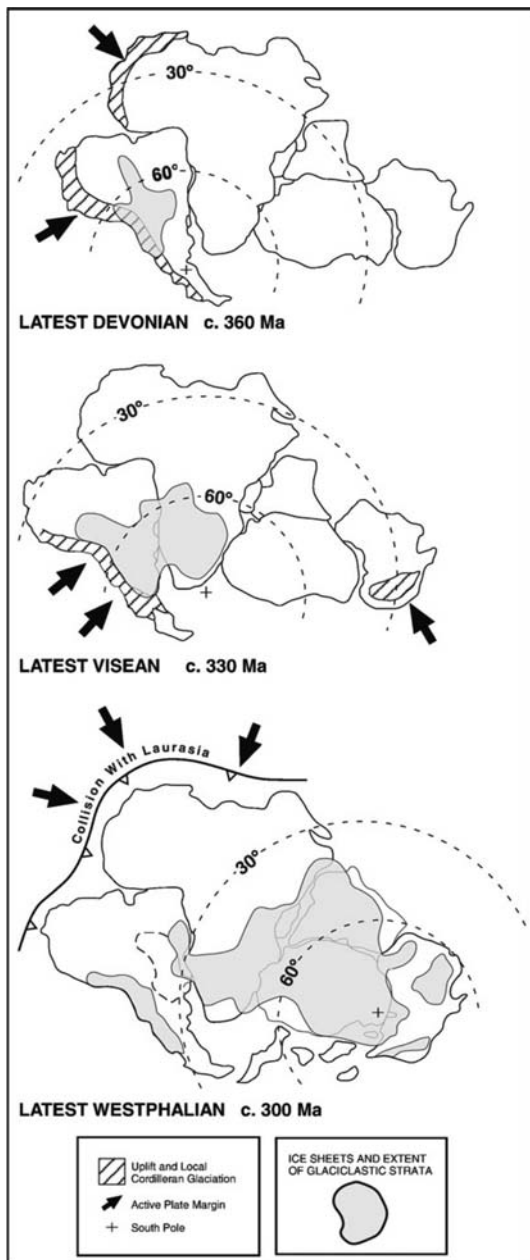 30°
60°
LATEST DEVONIAN c. 360 Ma
30°
60°
LATEST VISEAN c. 330 Ma
Collision With Laurasia
30°
60°
LATEST WESTPHALIAN c. 300 Ma
Uplift and Local
Cordilleran Glaciation
Active Plate Margin
South Pole
ICE SHEETS AND EXTENT
OF GLACICLASTIC STRATA